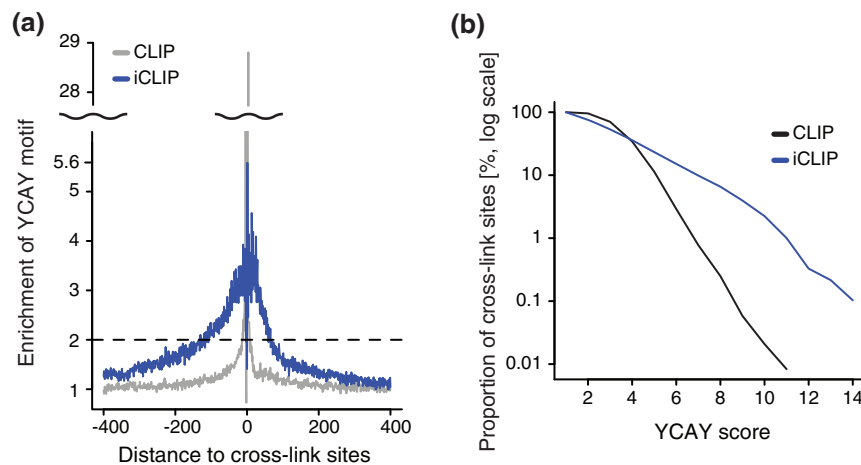 (a)
29
28
CLIP
iCLIP
5.6
5
4
3
2
1
Enrichment of YCAY motif
-400
-200
0
200
400
Distance to cross-link sites
(b)
100
10
1
0.1
0.01
Proportion of cross-link sites [%, log scale]
CLIP
iCLIP
2
4
6
8
10
12
14
YCAY score